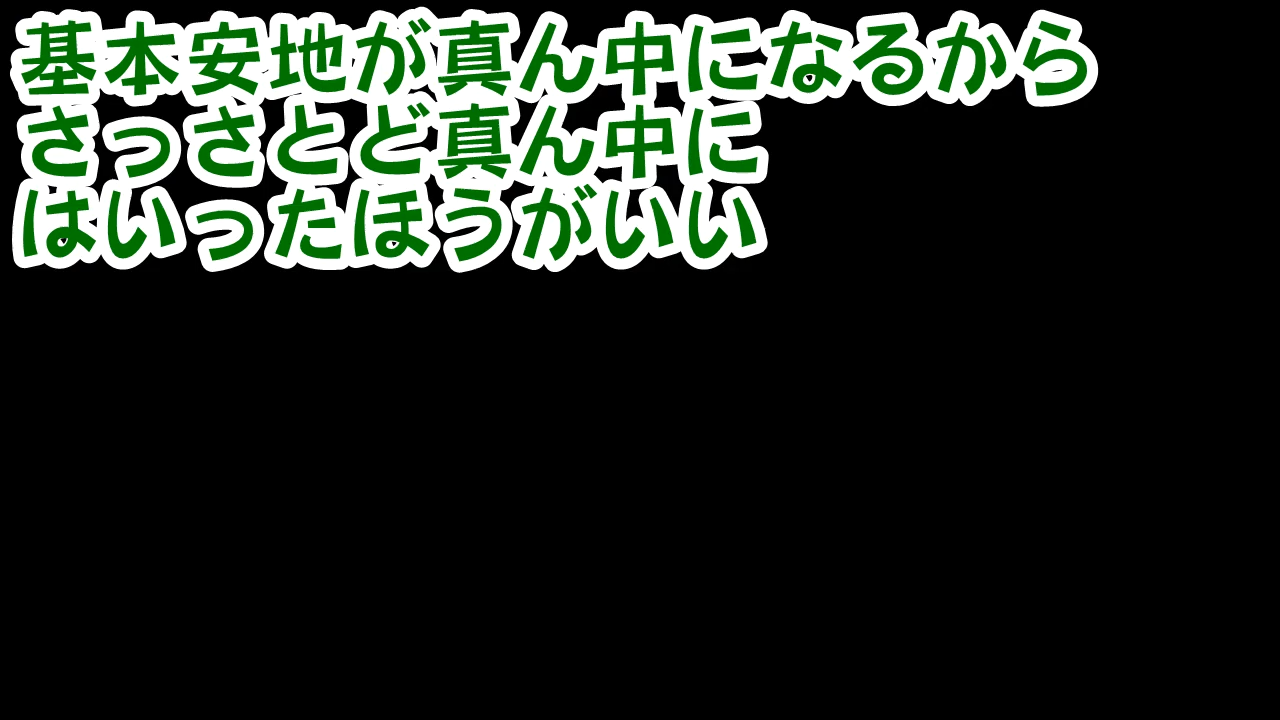 基本安地が真ん中になるから
さっさとど真ん中に
はいったほうがいい